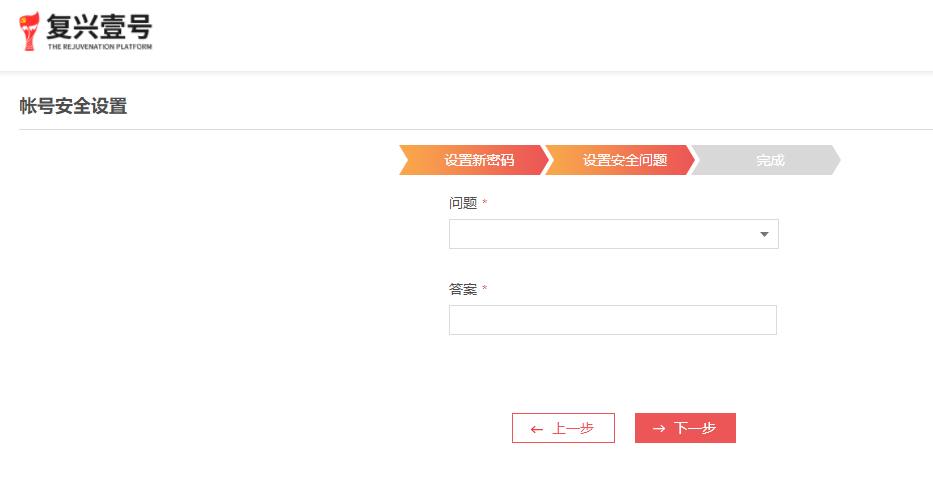 复兴壹号
THE REJUVENATION PLATFORM
帐号安全设置
设置新密码 设置安全问题 完成
问题 *
答案 *
← 上一步 → 下一步